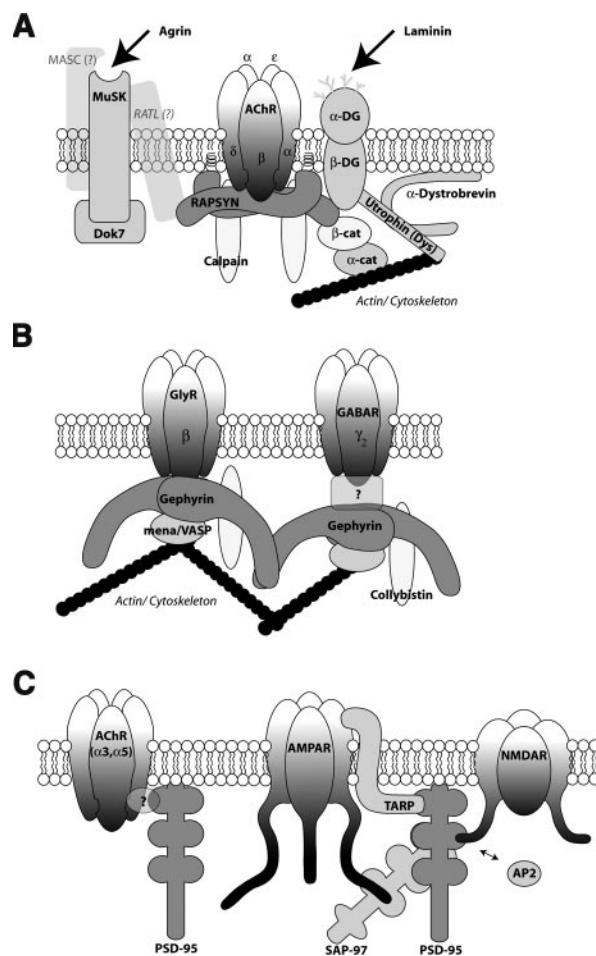 A
Agrin
Laminin
MASC (?)
α ε
MuSK
RATL (?)
AChR
α-DG
δ β α
β-DG
α-Dystrobrevin
RAPSYN
Utrophin (Dys)
Dok7
β-cat
Calpain
α-cat
Actin/ Cytoskeleton
B
GlyR
GABAR
β
γ2
?
Gephyrin
Gephyrin
mena/VASP
Actin/ Cytoskeleton
Collybistin
C
AChR
(α3,α5)
AMPAR
NMDAR
?
TARP
AP2
PSD-95
SAP-97
PSD-95